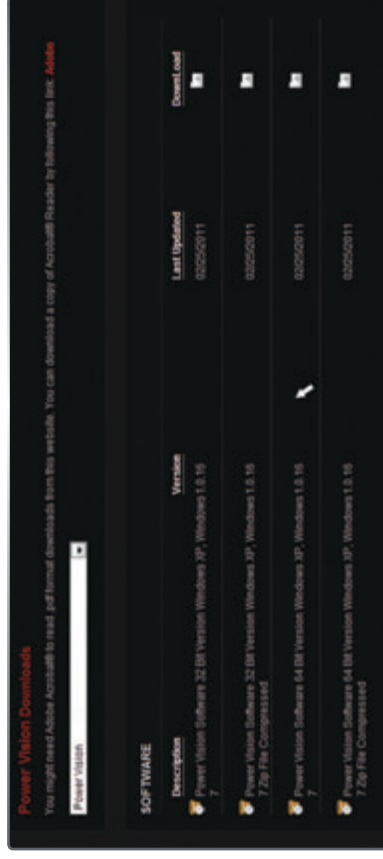 Power Vision Downloads
You might need Adobe Acrobat® to read .pdf format downloads from this website. You can download a copy of Acrobat® Reader by following this link: Adobe
Power Vision
SOFTWARE
Description Version Last Updated DownLoad
Power Vision Software 32 Bit Version Windows XP, Windows 1.0.16 02/25/2011
7
Power Vision Software 32 Bit Version Windows XP, Windows 1.0.16 02/25/2011
7 Zip File Compressed
Power Vision Software 64 Bit Version Windows XP, Windows 1.0.16 02/25/2011
7
Power Vision Software 64 Bit Version Windows XP, Windows 1.0.16 02/25/2011
7 Zip File Compressed